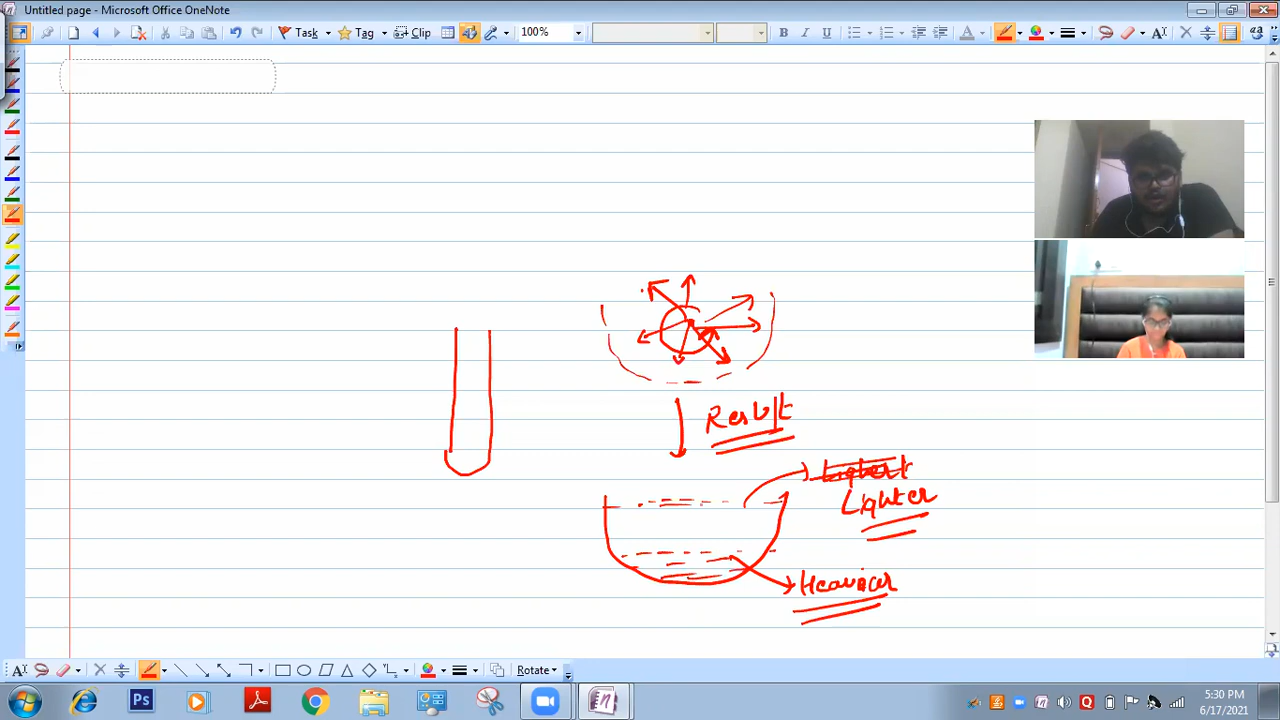 Untitled page - Microsoft Office OneNote
Task
Tag
Clip
100%
B I U
A
Result
Lighter
Heavier
Rotate
Ps
5:30 PM
6/17/2021